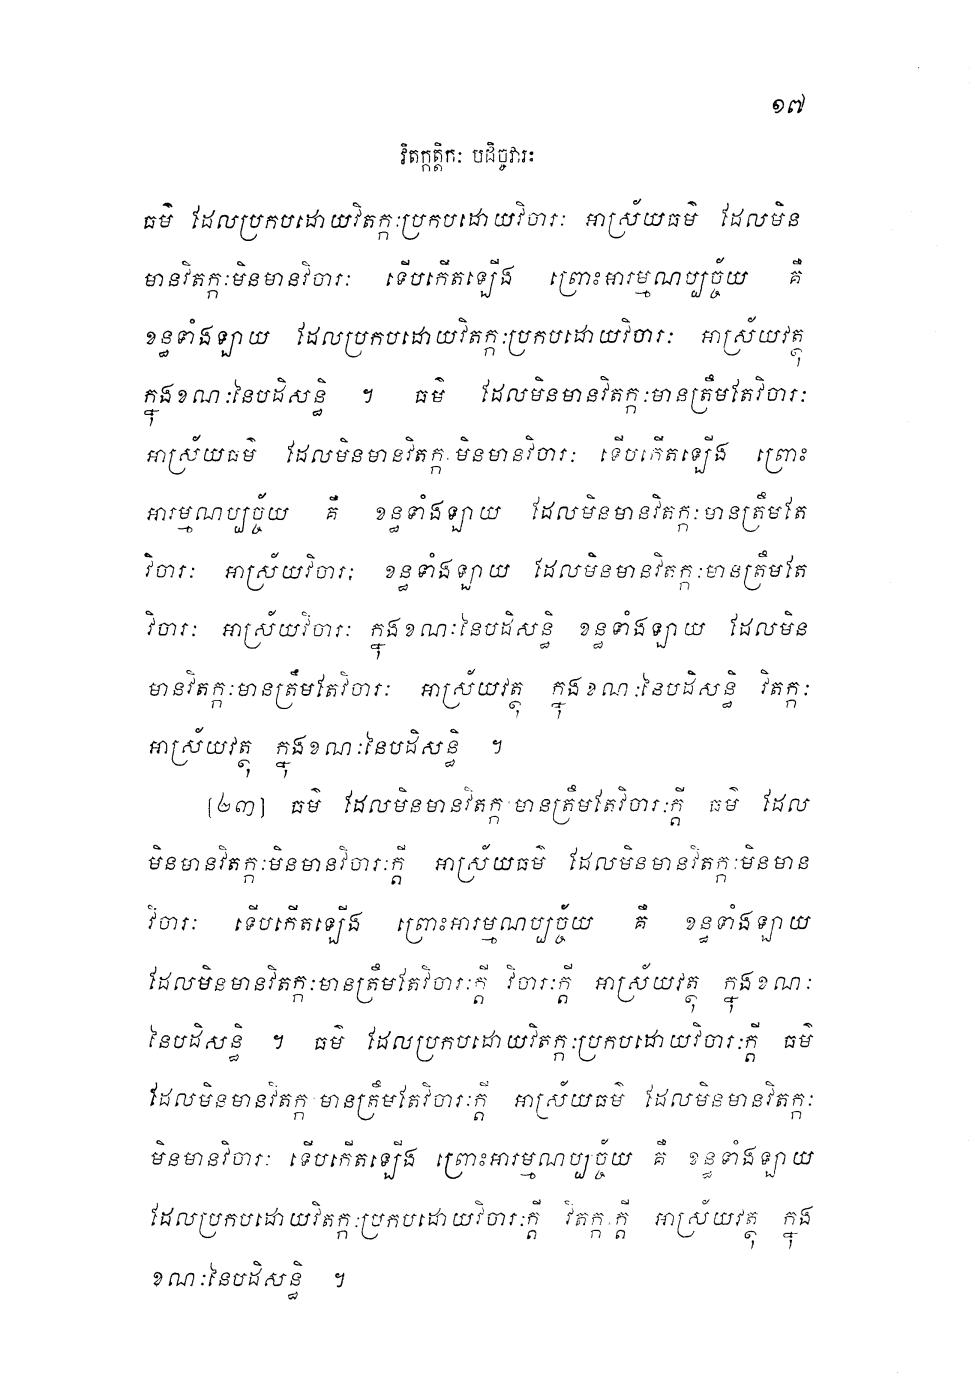 ១៧
វិតក្កត្តិកៈ បដិច្ចវារៈ
ធម៌ ដែលប្រកបដោយវិតក្កៈប្រកបដោយវិចារៈ អាស្រ័យធម៌ ដែលមិន
មានវិតក្កៈមិនមានវិចារៈ ទើបកើតឡើង ព្រោះអារម្មណប្បច្ច័យ គឺ
ខន្ធទាំងឡាយ ដែលប្រកបដោយវិតក្កៈប្រកបដោយវិចារៈ អាស្រ័យវត្ថុ
ក្នុងខណៈនៃបដិសន្ធិ ។ ធម៌ ដែលមិនមានវិតក្កៈមានត្រឹមតែវិចារៈ
អាស្រ័យធម៌ ដែលមិនមានវិតក្កៈមិនមានវិចារៈ ទើបកើតឡើង ព្រោះ
អារម្មណប្បច្ច័យ គឺ ខន្ធទាំងឡាយ ដែលមិនមានវិតក្កៈមានត្រឹមតែ
វិចារៈ អាស្រ័យវិចារៈ; ខន្ធទាំងឡាយ ដែលមិនមានវិតក្កៈមានត្រឹមតែ
វិចារៈ អាស្រ័យវិចារៈ ក្នុងខណៈនៃបដិសន្ធិ ខន្ធទាំងឡាយ ដែលមិន
មានវិតក្កៈមានត្រឹមតែវិចារៈ អាស្រ័យវត្ថុ ក្នុងខណៈនៃបដិសន្ធិ វិតក្កៈ
អាស្រ័យវត្ថុ ក្នុងខណៈនៃបដិសន្ធិ ។
[២៣] ធម៌ ដែលមិនមានវិតក្កៈមានត្រឹមតែវិចារៈក្តី ធម៌ ដែល
មិនមានវិតក្កៈមិនមានវិចារៈក្តី អាស្រ័យធម៌ ដែលមិនមានវិតក្កៈមិនមាន
វិចារៈ ទើបកើតឡើង ព្រោះអារម្មណប្បច្ច័យ គឺ ខន្ធទាំងឡាយ
ដែលមិនមានវិតក្កៈមានត្រឹមតែវិចារៈក្តី វិចារៈក្តី អាស្រ័យវត្ថុ ក្នុងខណៈ
នៃបដិសន្ធិ ។ ធម៌ ដែលប្រកបដោយវិតក្កៈប្រកបដោយវិចារៈក្តី ធម៌
ដែលមិនមានវិតក្កៈមានត្រឹមតែវិចារៈក្តី អាស្រ័យធម៌ ដែលមិនមានវិតក្កៈ
មិនមានវិចារៈ ទើបកើតឡើង ព្រោះអារម្មណប្បច្ច័យ គឺ ខន្ធទាំងឡាយ
ដែលប្រកបដោយវិតក្កៈប្រកបដោយវិចារៈក្តី វិតក្កៈក្តី អាស្រ័យវត្ថុ ក្នុង
ខណៈនៃបដិសន្ធិ ។